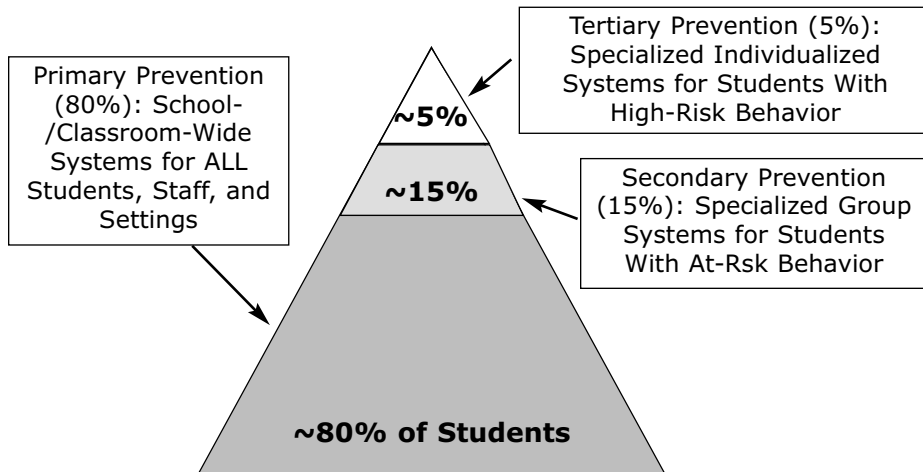 Primary Prevention
(80%): School-
/Classroom-Wide
Systems for ALL
Students, Staff, and
Settings
Tertiary Prevention (5%):
Specialized Individualized
Systems for Students With
High-Risk Behavior
~5%
~15%
Secondary Prevention
(15%): Specialized Group
Systems for Students
With At-Rsk Behavior
~80% of Students